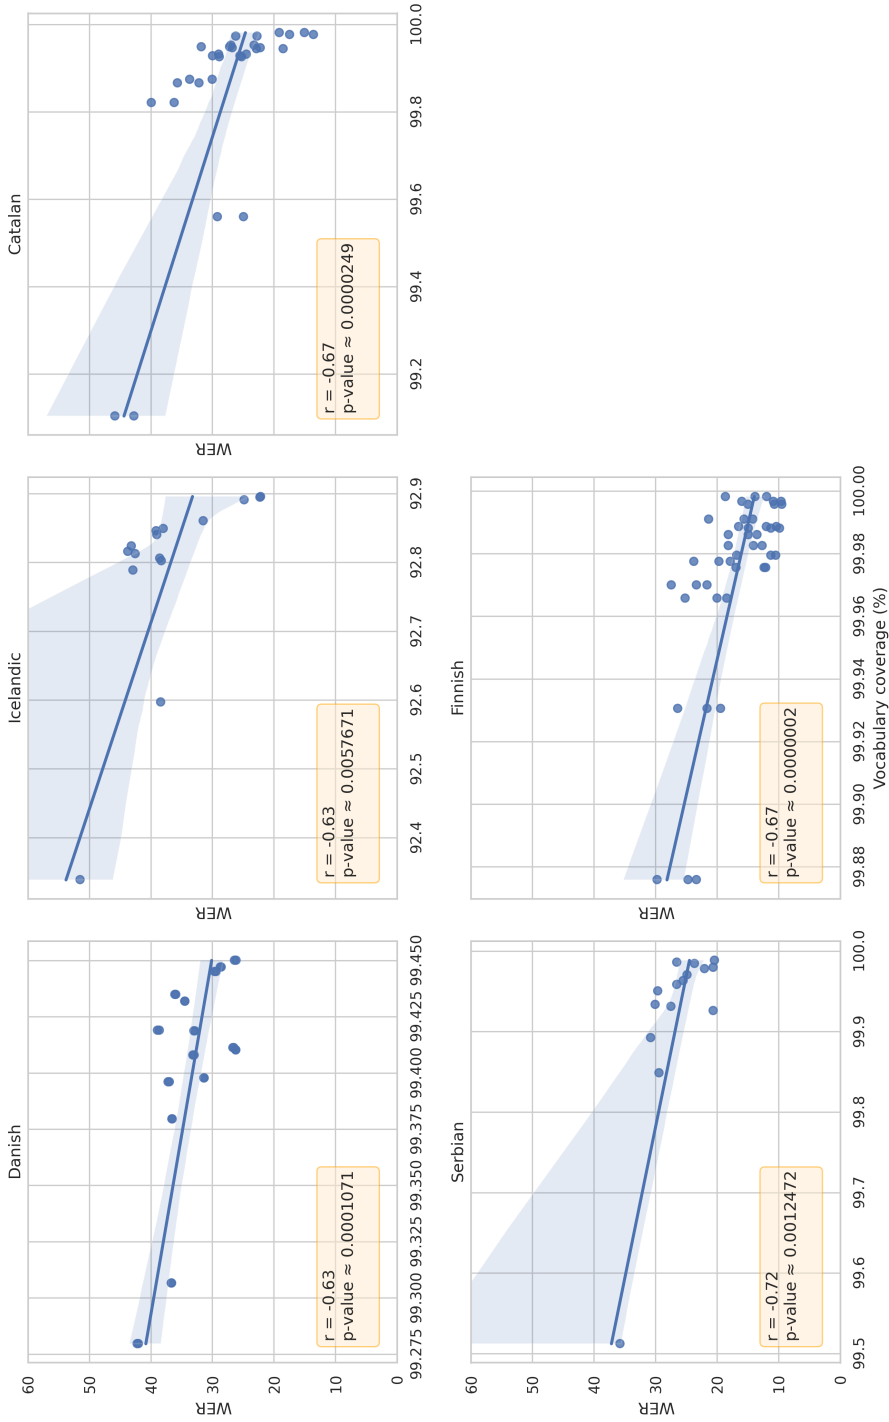 Danish
WER
60
50
40
30
20
10
0
r = -0.63
p-value ≈ 0.0001071
99.275 99.300 99.325 99.350 99.375 99.400 99.425 99.450
Icelandic
WER
r = -0.63
p-value ≈ 0.0057671
92.4 92.5 92.6 92.7 92.8 92.9
Catalan
WER
r = -0.67
p-value ≈ 0.0000249
99.2 99.4 99.6 99.8 100.0
Serbian
WER
60
50
40
30
20
10
0
r = -0.72
p-value ≈ 0.0012472
99.5 99.6 99.7 99.8 99.9 100.0
Finnish
WER
r = -0.67
p-value ≈ 0.0000002
99.88 99.90 99.92 99.94 99.96 99.98 100.00
Vocabulary coverage (%)